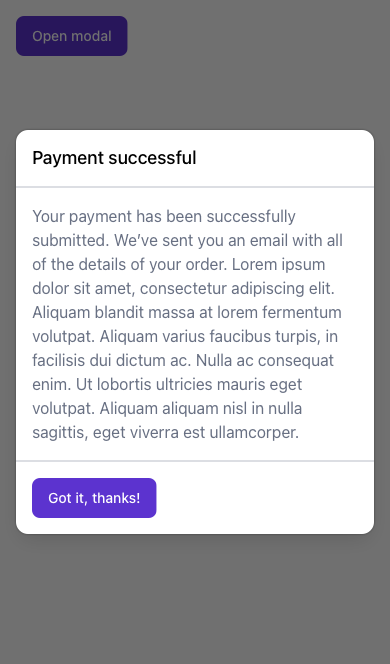 Open modal
Payment successful
Your payment has been successfully
submitted. We’ve sent you an email with all
of the details of your order. Lorem ipsum
dolor sit amet, consectetur adipiscing elit.
Aliquam blandit massa at lorem fermentum
volutpat. Aliquam varius faucibus turpis, in
facilisis dui dictum ac. Nulla ac consequat
enim. Ut lobortis ultricies mauris eget
volutpat. Aliquam aliquam nisl in nulla
sagittis, eget viverra est ullamcorper.
Got it, thanks!